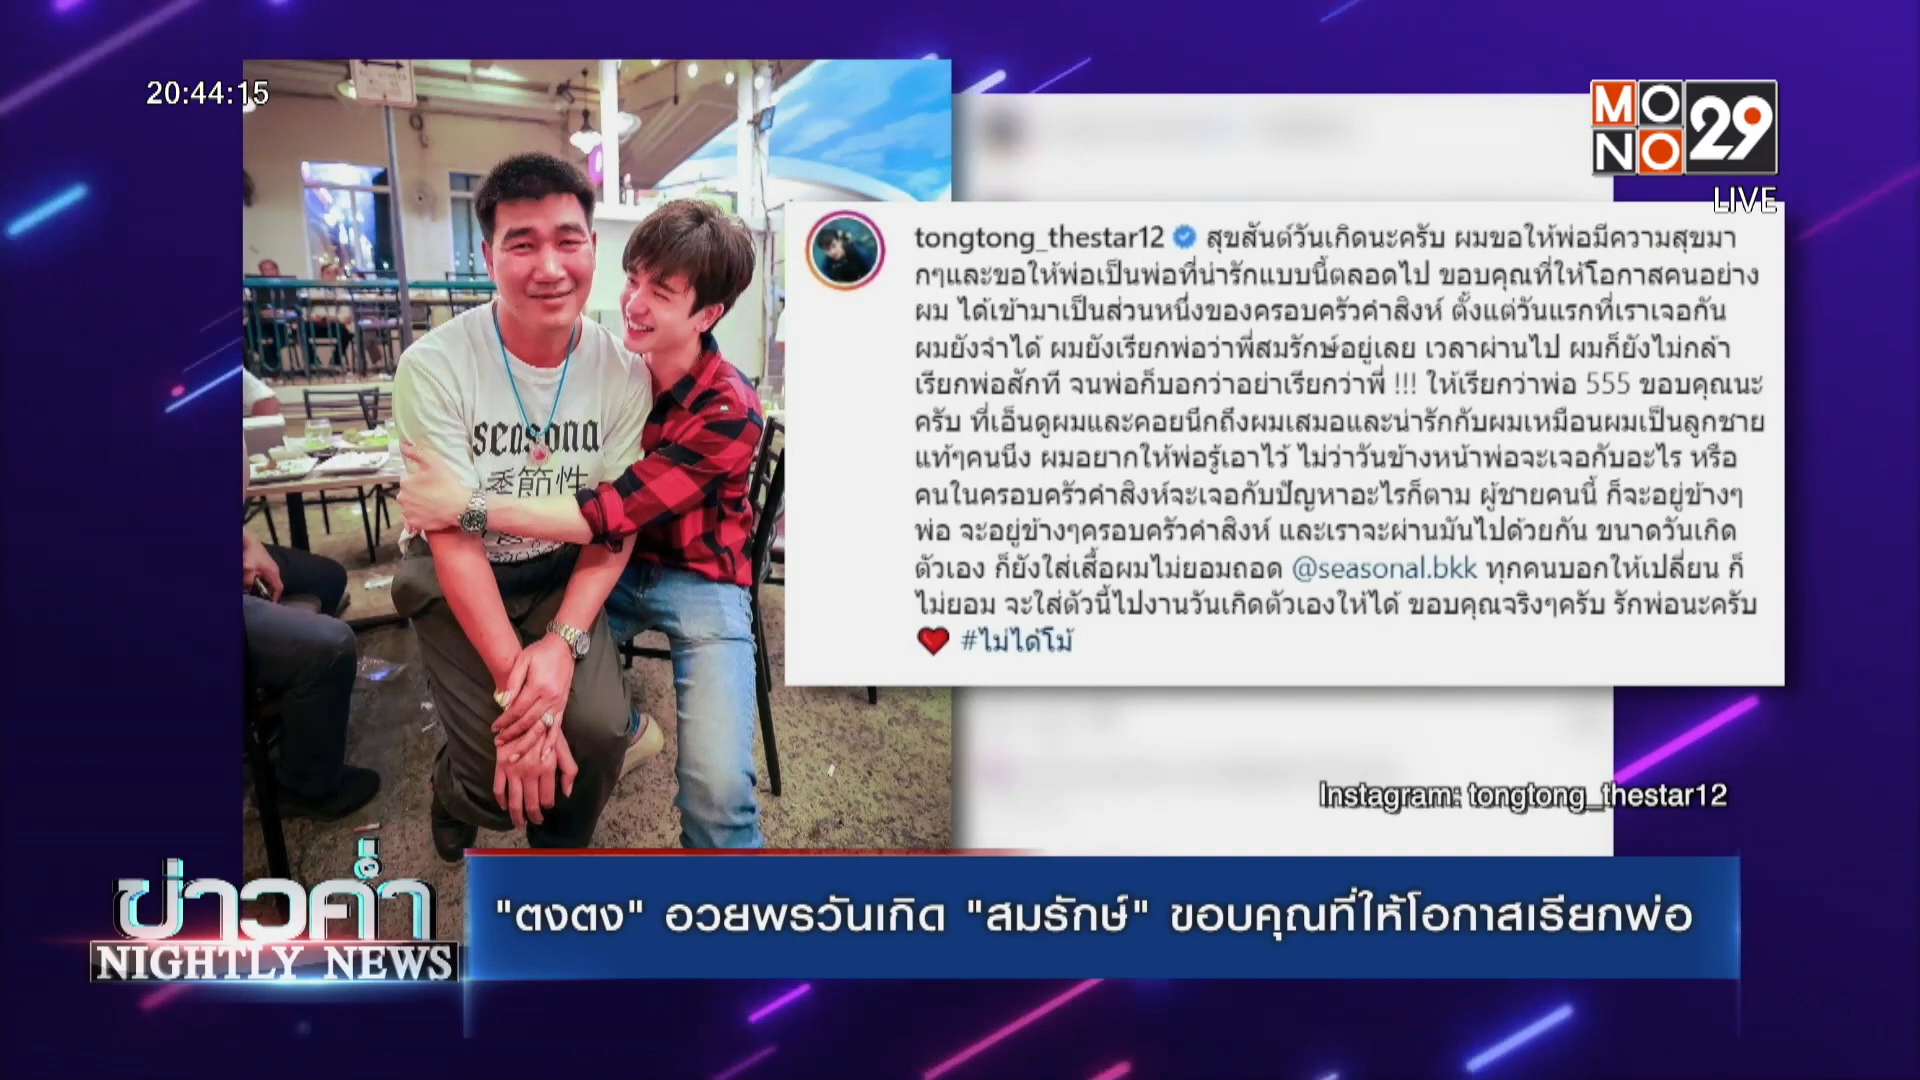 20:44:15
MONO 29
LIVE
seasona
季節性
tongtong_thestar12 สุขสันต์วันเกิดนะครับ ผมขอให้พ่อมีความสุขมา
กๆและขอให้พ่อเป็นพ่อที่น่ารักแบบนี้ตลอดไป ขอบคุณที่ให้โอกาสคนอย่าง
ผม ได้เข้ามาเป็นส่วนหนึ่งของครอบครัวคำสิงห์ ตั้งแต่วันแรกที่เราเจอกัน
ผมยังจำได้ ผมยังเรียกพ่อว่าพี่สมรักษ์อยู่เลย เวลาผ่านไป ผมก็ยังไม่กล้า
เรียกพ่อสักที จนพ่อก็บอกว่าอย่าเรียกว่าพี่ !!! ให้เรียกว่าพ่อ 555 ขอบคุณนะ
ครับ ที่เอ็นดูผมและคอยนึกถึงผมเสมอและน่ารักกับผมเหมือนผมเป็นลูกชาย
แท้ๆคนนึง ผมอยากให้พ่อรู้เอาไว้ ไม่ว่าวันข้างหน้าพ่อจะเจอกับอะไร หรือ
คนในครอบครัวคำสิงห์จะเจอกับปัญหาอะไรก็ตาม ผู้ชายคนนี้ ก็จะอยู่ข้างๆ
พ่อ จะอยู่ข้างๆครอบครัวคำสิงห์ และเราจะผ่านมันไปด้วยกัน ขนาดวันเกิด
ตัวเอง ก็ยังใส่เสื้อผมไม่ยอมถอด @seasonal.bkk ทุกคนบอกให้เปลี่ยน ก็
ไม่ยอม จะใส่ตัวนี้ไปงานวันเกิดตัวเองให้ได้ ขอบคุณจริงๆครับ รักพ่อนะครับ
❤️ #ไม่ได้โม้
Instagram: tongtong_thestar12
ข่าวค่ำ
NIGHTLY NEWS
"ตงตง" อวยพรวันเกิด "สมรักษ์" ขอบคุณที่ให้โอกาสเรียกพ่อ